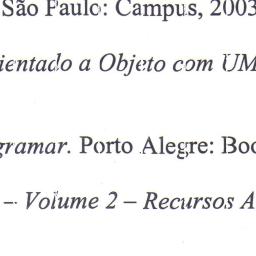 São Paulo: Campus, 2003
ientado a Objeto com UM
gramar. Porto Alegre: Boo
– Volume 2 – Recursos A